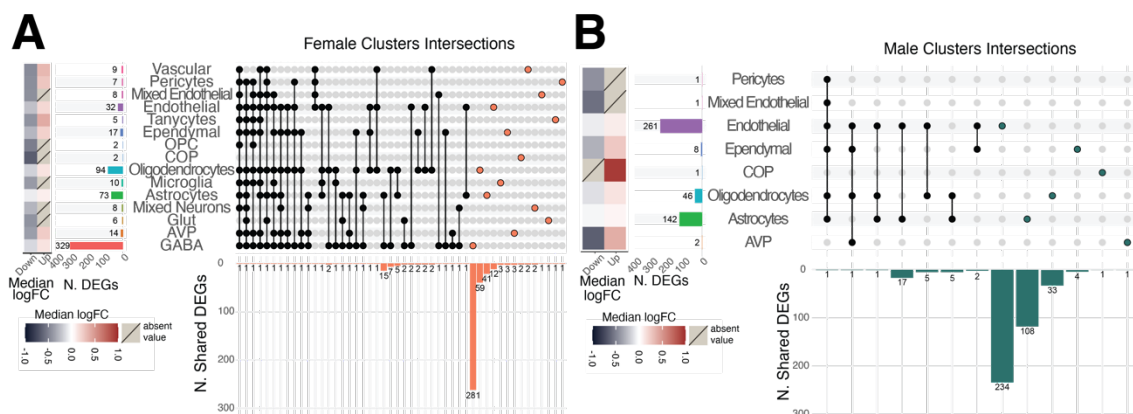 A
Female Clusters Intersections
9 Vascular
7 Pericytes
8 Mixed Endothelial
32 Endothelial
5 Tanycytes
17 Ependymal
2 OPC
2 COP
94 Oligodendrocytes
10 Microglia
73 Astrocytes
8 Mixed Neurons
6 Glut
14 AVP
329 GABA
Down Up
400 300 200 100 0
Median logFC
N. DEGs
Median logFC
-1.0 -0.5 0.0 0.5 1.0
absent value
N. Shared DEGs
0
100
200
300
15 7 5
281 59 41 12
B
Male Clusters Intersections
1 Pericytes
1 Mixed Endothelial
261 Endothelial
8 Ependymal
1 COP
46 Oligodendrocytes
142 Astrocytes
2 AVP
Down Up
400 300 200 100 0
Median logFC
N. DEGs
Median logFC
-1.0 -0.5 0.0 0.5 1.0
absent value
N. Shared DEGs
0
100
200
300
1 1 1 17 5 5 2 234 108 33 4 1 1